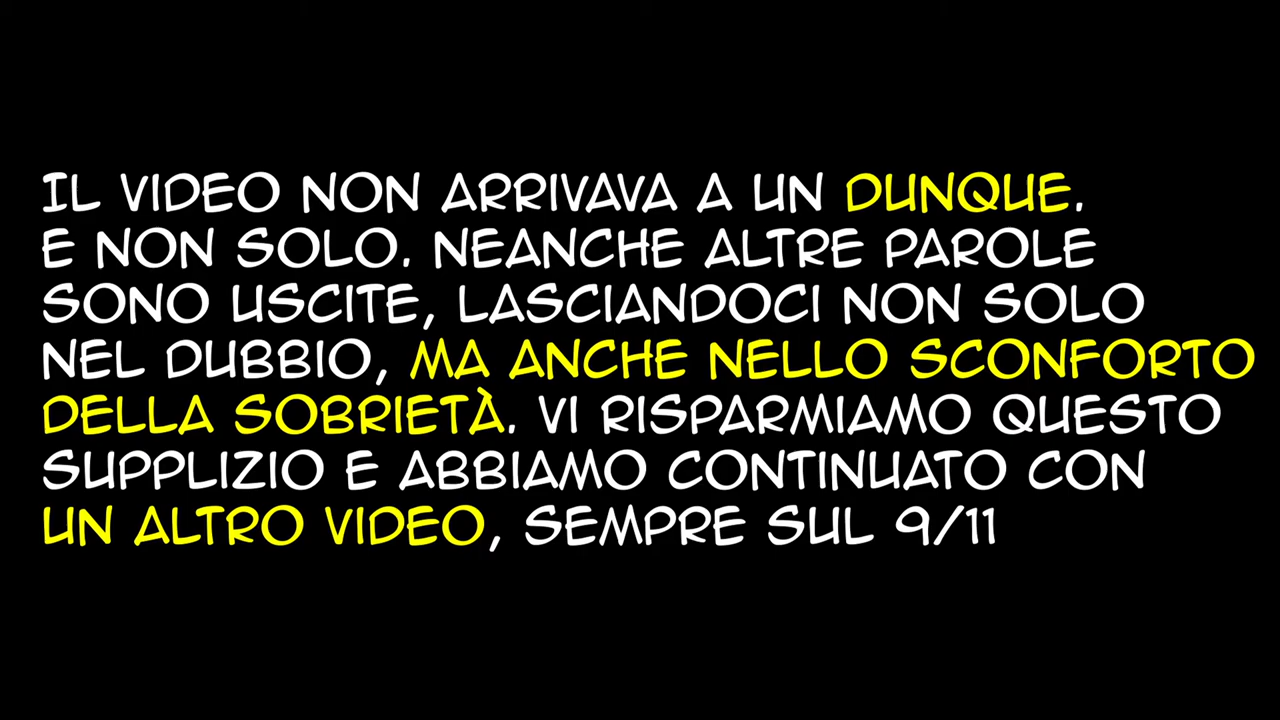 IL VIDEO NON ARRIVAVA A UN DUNQUE.
E NON SOLO. NEANCHE ALTRE PAROLE
SONO USCITE, LASCIANDOCI NON SOLO
NEL DUBBIO, MA ANCHE NELLO SCONFORTO
DELLA SOBRIETÀ. VI RISPARMIAMO QUESTO
SUPPLIZIO E ABBIAMO CONTINUATO CON
UN ALTRO VIDEO, SEMPRE SUL 9/11